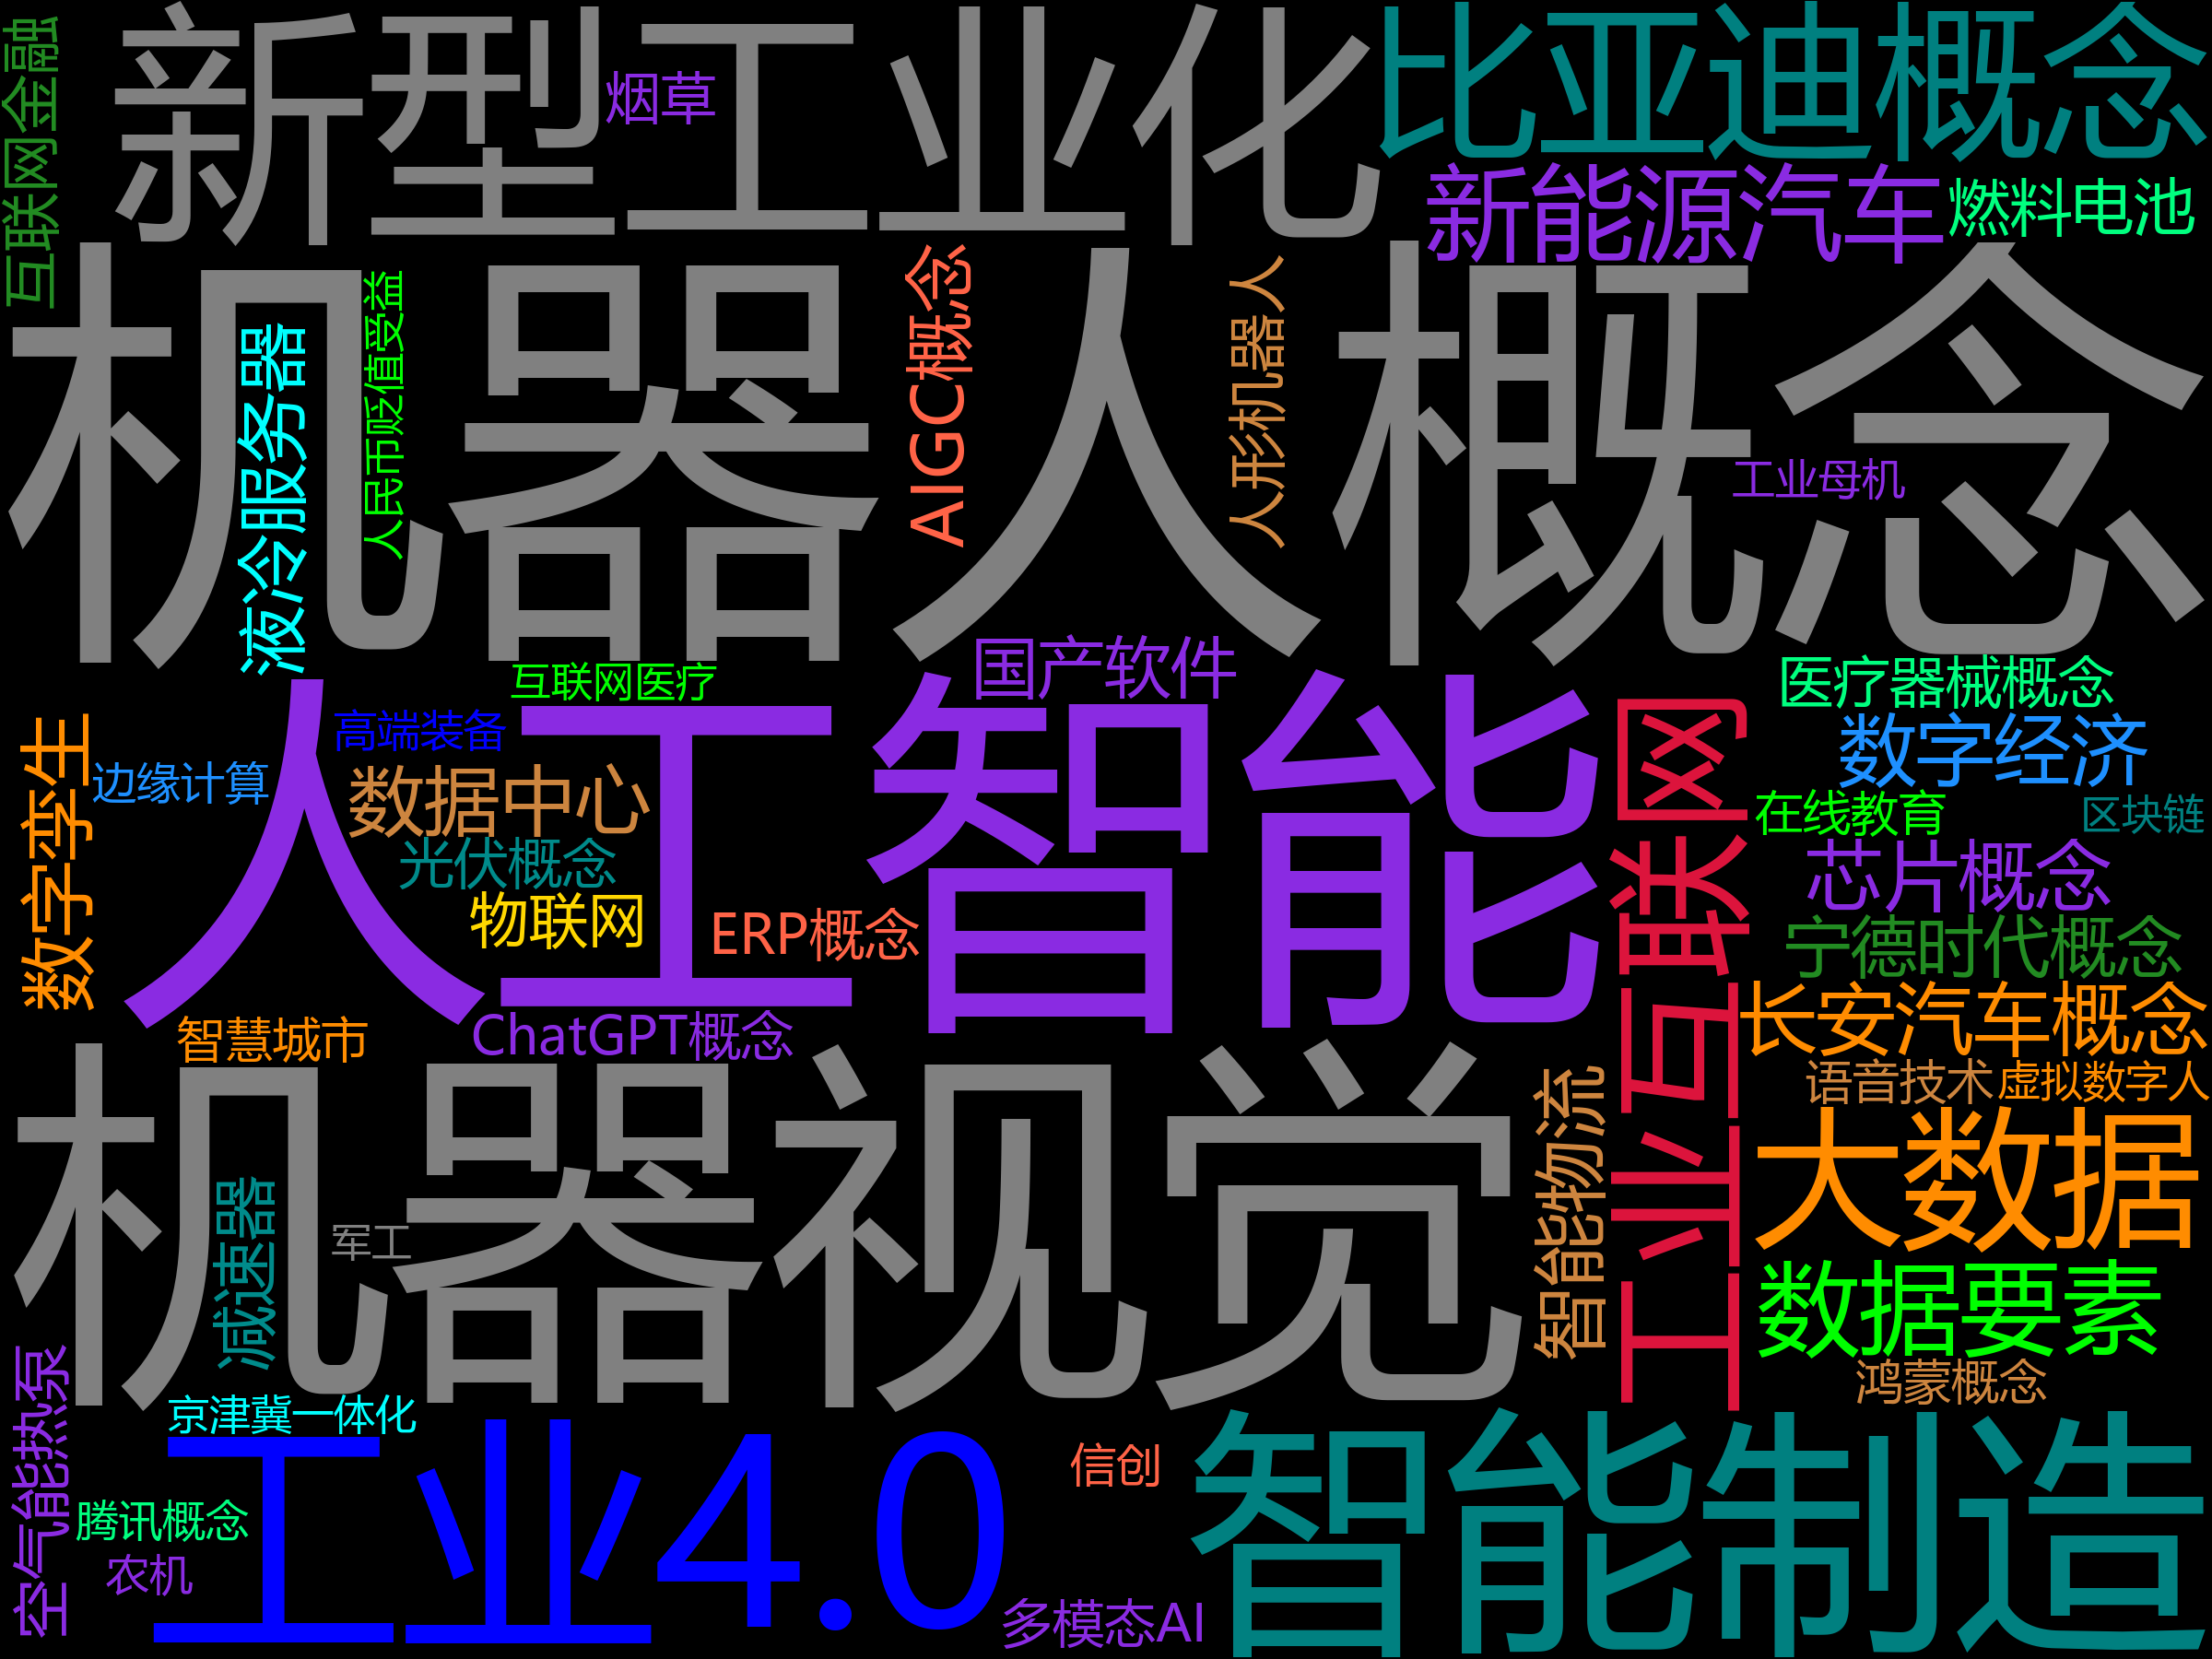 互联网金融
新型工业化
烟草
比亚迪概念
新能源汽车
燃料电池
机器人概念
液冷服务器
人民币贬值受益
AIGC概念
人形机器人
工业母机
国产软件
互联网医疗
医疗器械概念
高端装备
数字经济
数字孪生
边缘计算
人工智能
数据中心
工业互联网
在线教育
区块链
光伏概念
芯片概念
物联网
ERP概念
宁德时代概念
智慧城市
ChatGPT概念
长安汽车概念
语音技术
虚拟数字人
机器视觉
智能物流
大数据
减速器
军工
数据要素
空气能热泵
鸿蒙概念
京津冀一体化
工业4.0
信创
智能制造
腾讯概念
农机
多模态AI